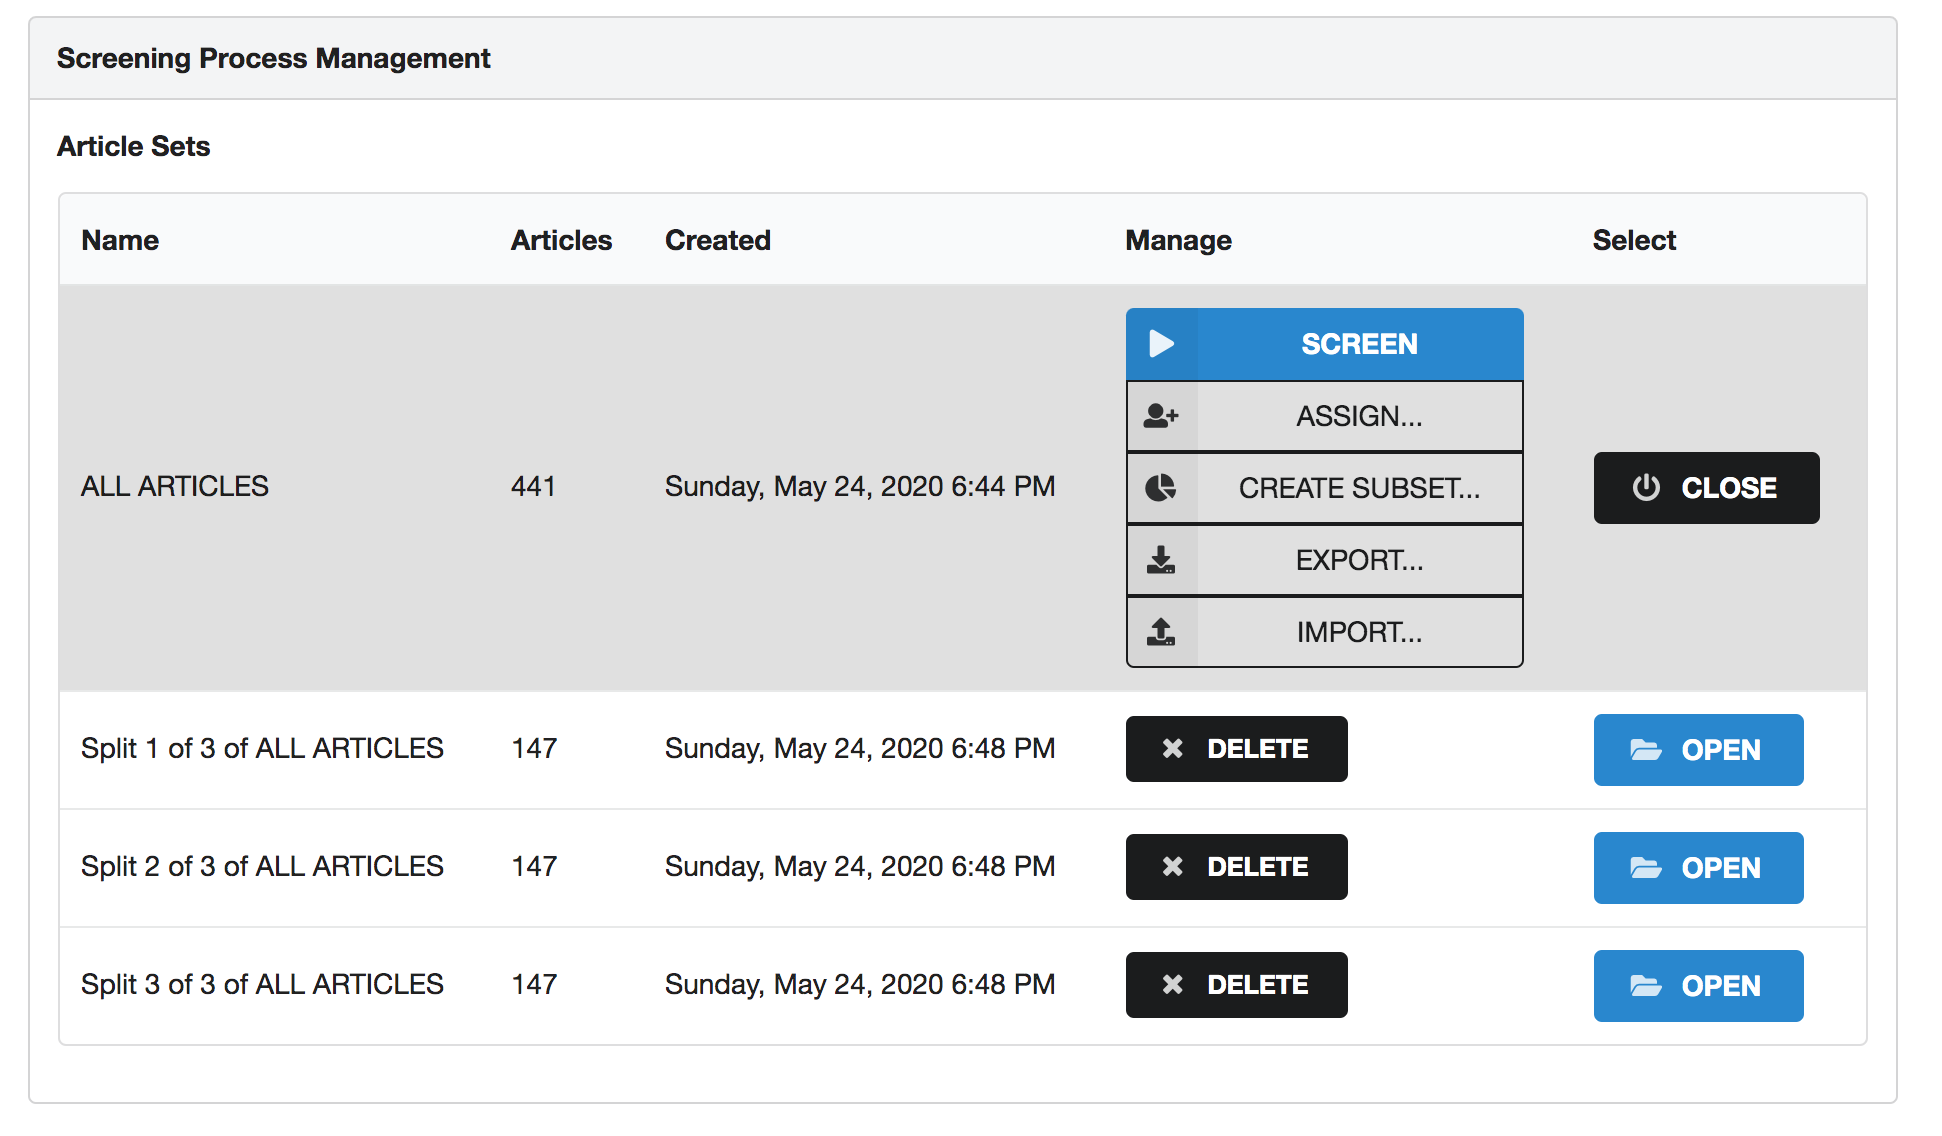 Screening Process Management
Article Sets
Name Articles Created Manage Select
SCREEN
ASSIGN...
ALL ARTICLES 441 Sunday, May 24, 2020 6:44 PM CREATE SUBSET... CLOSE
EXPORT...
IMPORT...
Split 1 of 3 of ALL ARTICLES 147 Sunday, May 24, 2020 6:48 PM DELETE OPEN
Split 2 of 3 of ALL ARTICLES 147 Sunday, May 24, 2020 6:48 PM DELETE OPEN
Split 3 of 3 of ALL ARTICLES 147 Sunday, May 24, 2020 6:48 PM DELETE OPEN